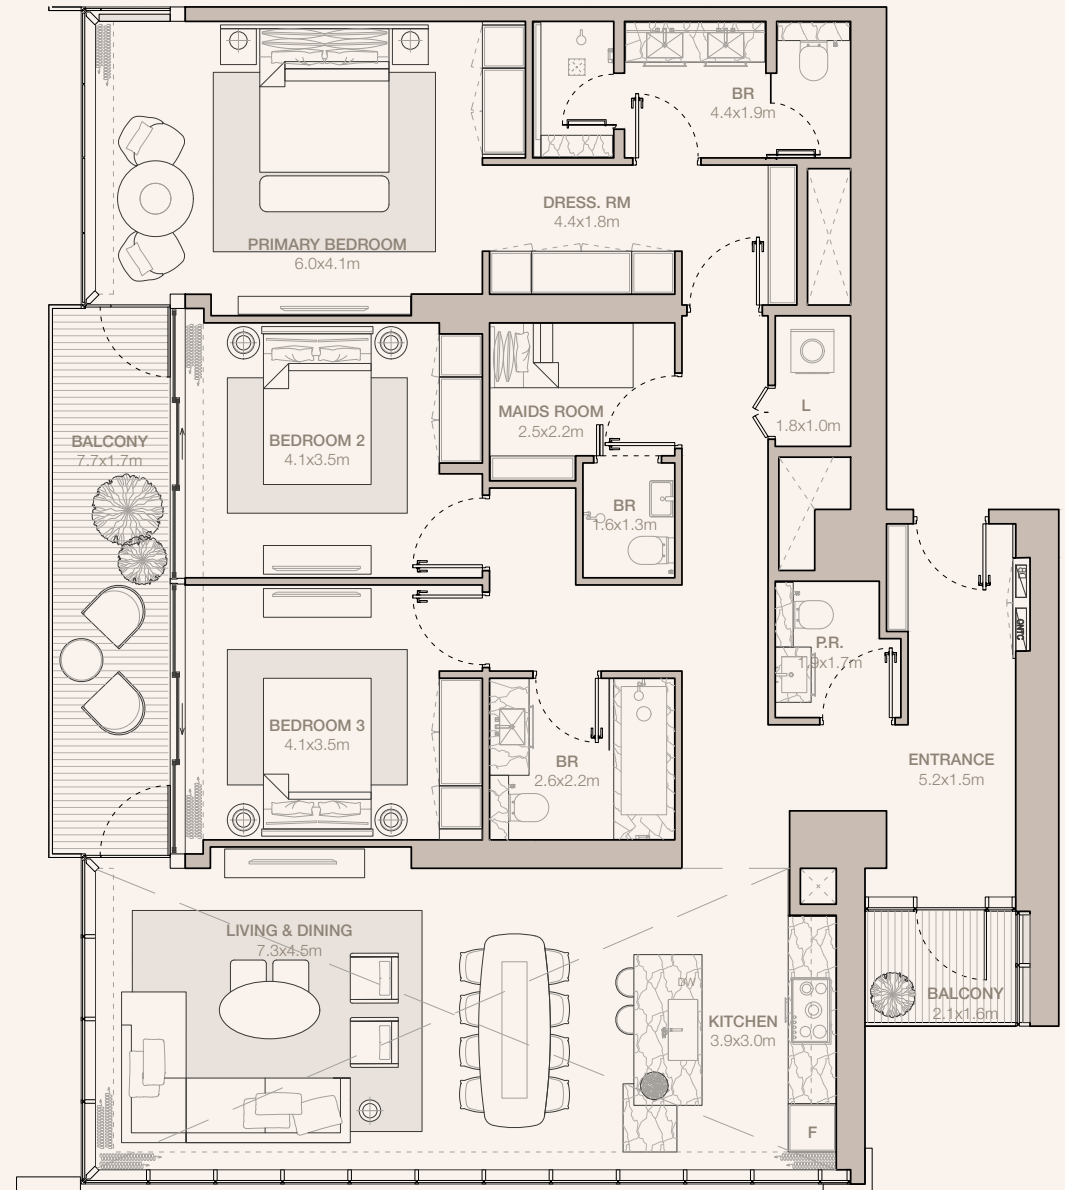 BR
4.4x1.9m
DRESS. RM
4.4x1.8m
PRIMARY BEDROOM
6.0x4.1m
MAIDS ROOM
2.5x2.2m
L
1.8x1.0m
BALCONY
7.7x1.7m
BEDROOM 2
4.1x3.5m
BR
1.6x1.3m
P.R.
1.9x1.7m
BEDROOM 3
4.1x3.5m
BR
2.6x2.2m
ENTRANCE
5.2x1.5m
LIVING & DINING
7.3x4.5m
DW
KITCHEN
3.9x3.0m
BALCONY
2.1x1.6m
F